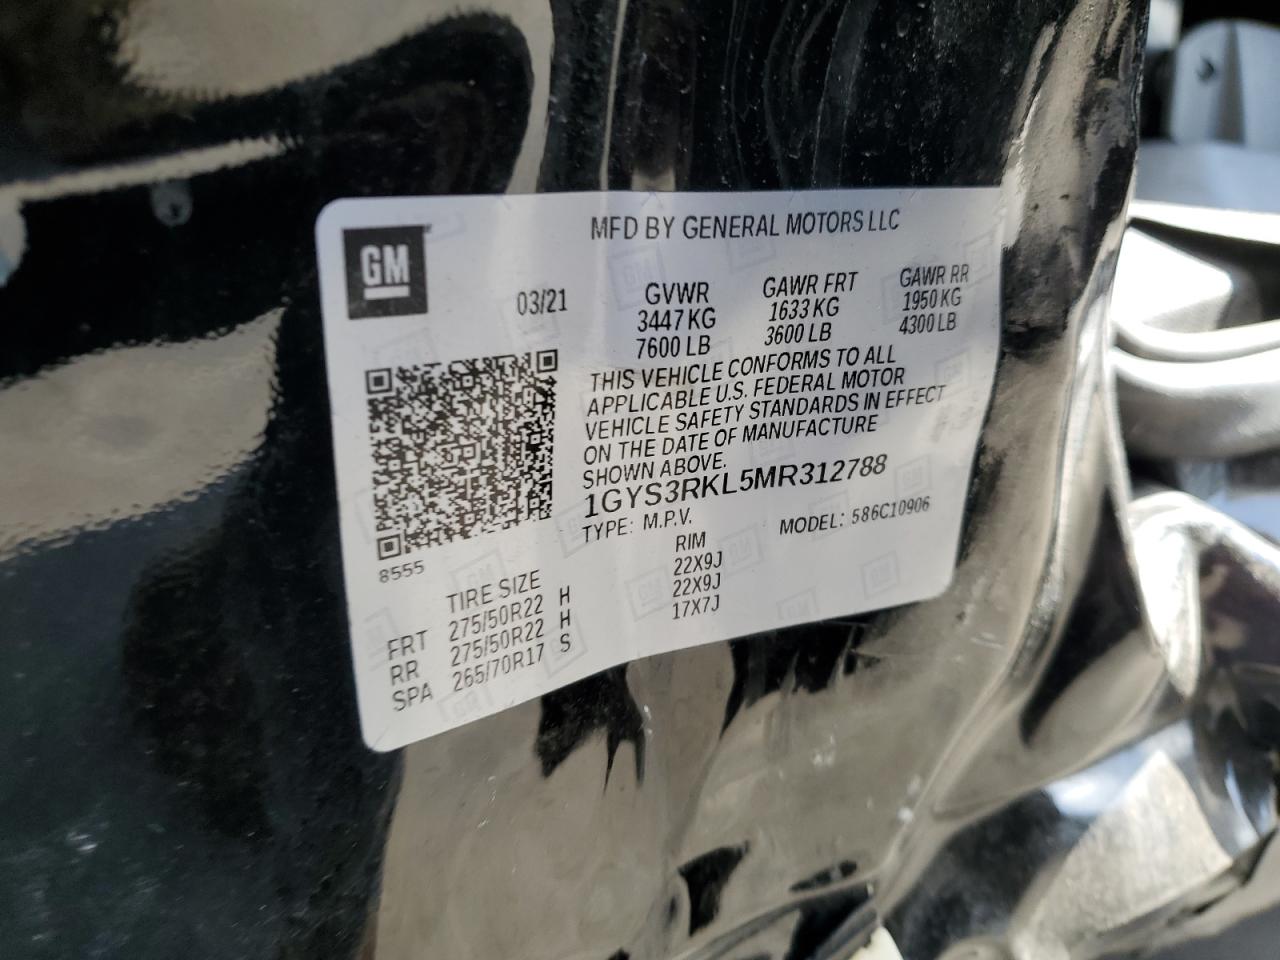 GM
MFD BY GENERAL MOTORS LLC
03/21
GVWR
3447 KG
7600 LB
GAWR FRT
1633 KG
3600 LB
GAWR RR
1950 KG
4300 LB
THIS VEHICLE CONFORMS TO ALL
APPLICABLE U.S. FEDERAL MOTOR
VEHICLE SAFETY STANDARDS IN EFFECT
ON THE DATE OF MANUFACTURE
SHOWN ABOVE.
1GYS3RKL5MR312788
TYPE: M.P.V. MODEL: 586C10906
8555
TIRE SIZE RIM
FRT 275/50R22 H 22X9J
RR 275/50R22 H 22X9J
SPA 265/70R17 S 17X7J